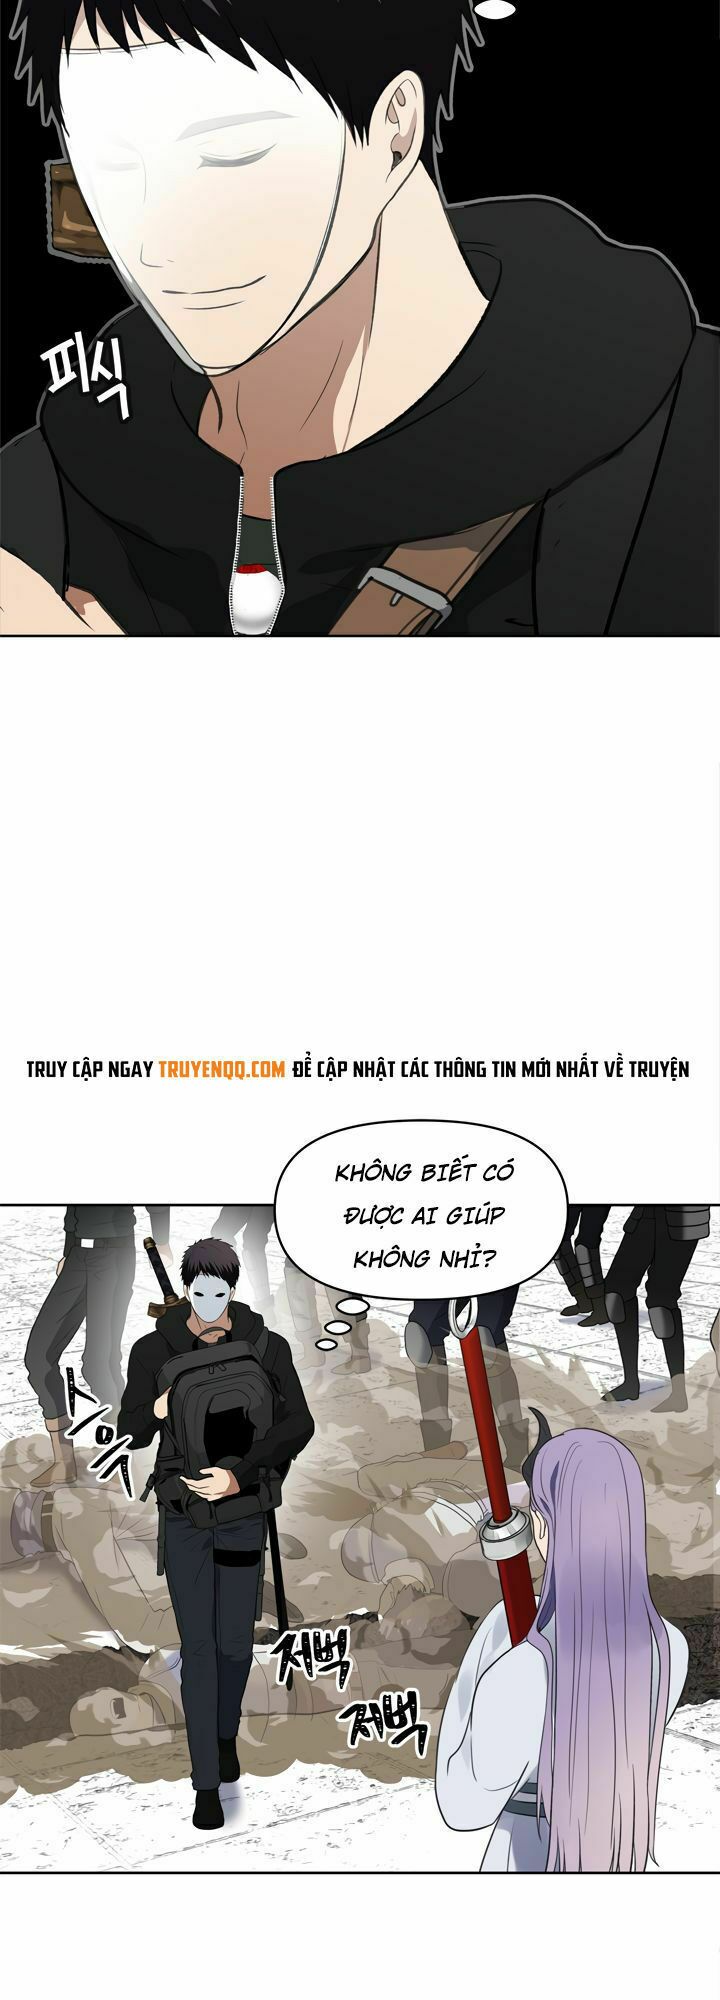 피식
TRUY CẬP NGAY TRUYENQQ.COM ĐỂ CẬP NHẬT CÁC THÔNG TIN MỚI NHẤT VỀ TRUYỆN
KHÔNG BIẾT CÓ
ĐƯỢC AI GIÚP
KHÔNG NHỈ?
스윽
저벅
저벅